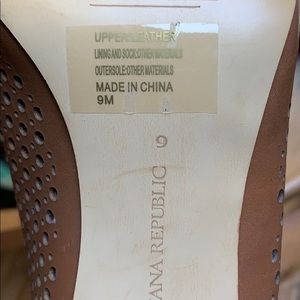 UPPER:LEATHER
LINING AND SOCK:OTHER MATERIALS
OUTERSOLE:OTHER MATERIALS
MADE IN CHINA
9M
9
ANA REPUBLIC